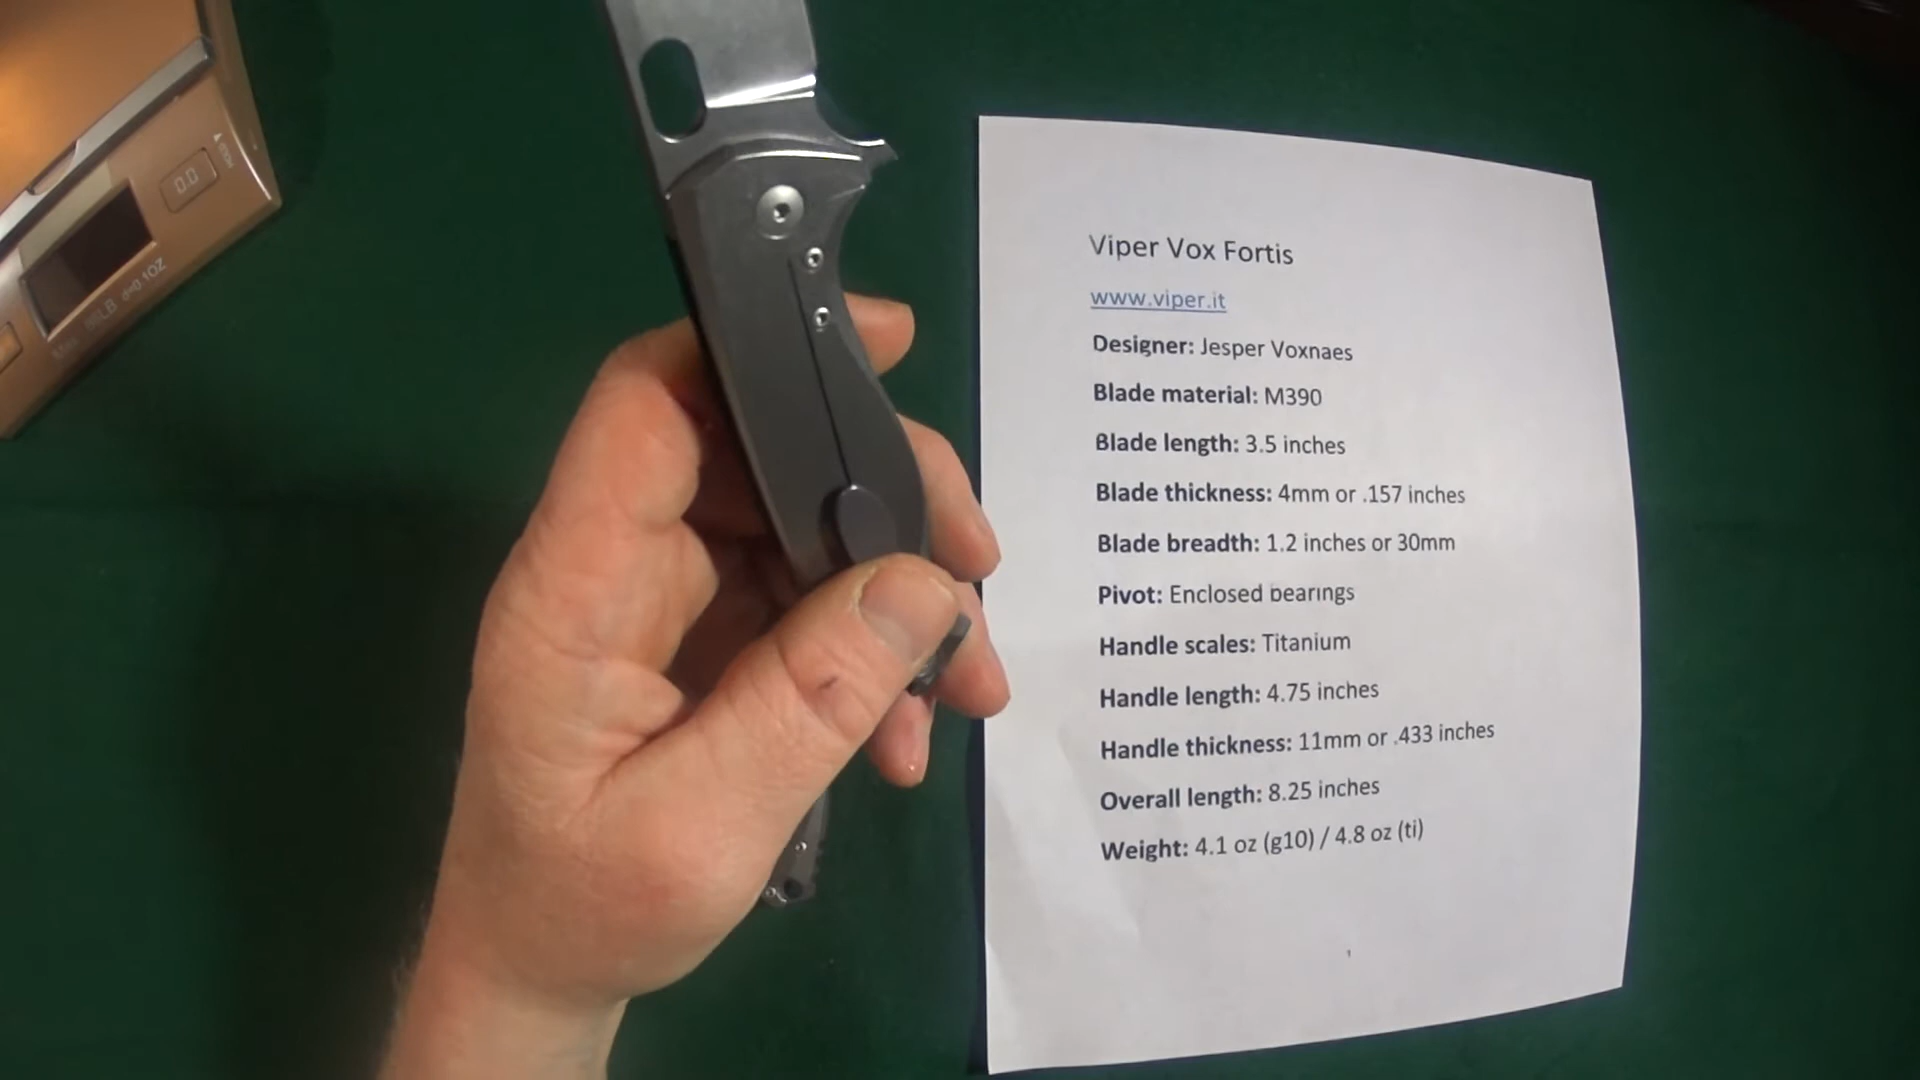 0.0
LB d=0.1OZ
Viper Vox Fortis
www.viper.it
Designer: Jesper Voxnaes
Blade material: M390
Blade length: 3.5 inches
Blade thickness: 4mm or .157 inches
Blade breadth: 1.2 inches or 30mm
Pivot: Enclosed bearings
Handle scales: Titanium
Handle length: 4.75 inches
Handle thickness: 11mm or .433 inches
Overall length: 8.25 inches
Weight: 4.1 oz (g10) / 4.8 oz (ti)